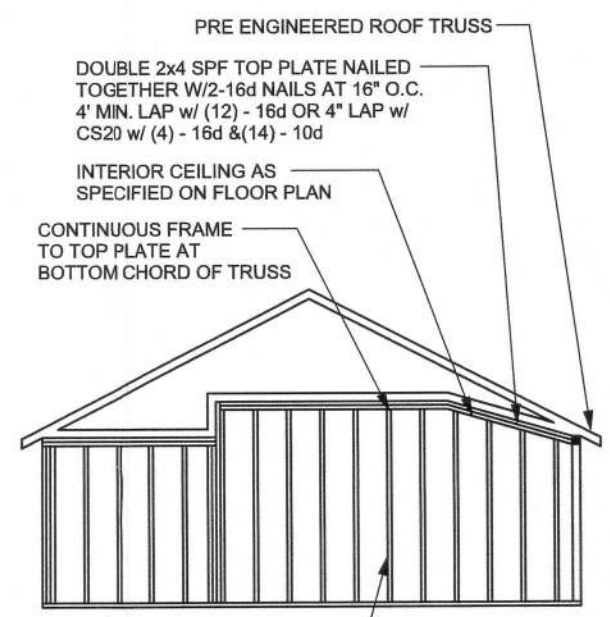 PRE ENGINEERED ROOF TRUSS
DOUBLE 2x4 SPF TOP PLATE NAILED
TOGETHER W/2-16d NAILS AT 16" O.C.
4' MIN. LAP w/ (12) - 16d OR 4" LAP w/
CS20 w/ (4) - 16d &(14) - 10d
INTERIOR CEILING AS
SPECIFIED ON FLOOR PLAN
CONTINUOUS FRAME
TO TOP PLATE AT
BOTTOM CHORD OF TRUSS